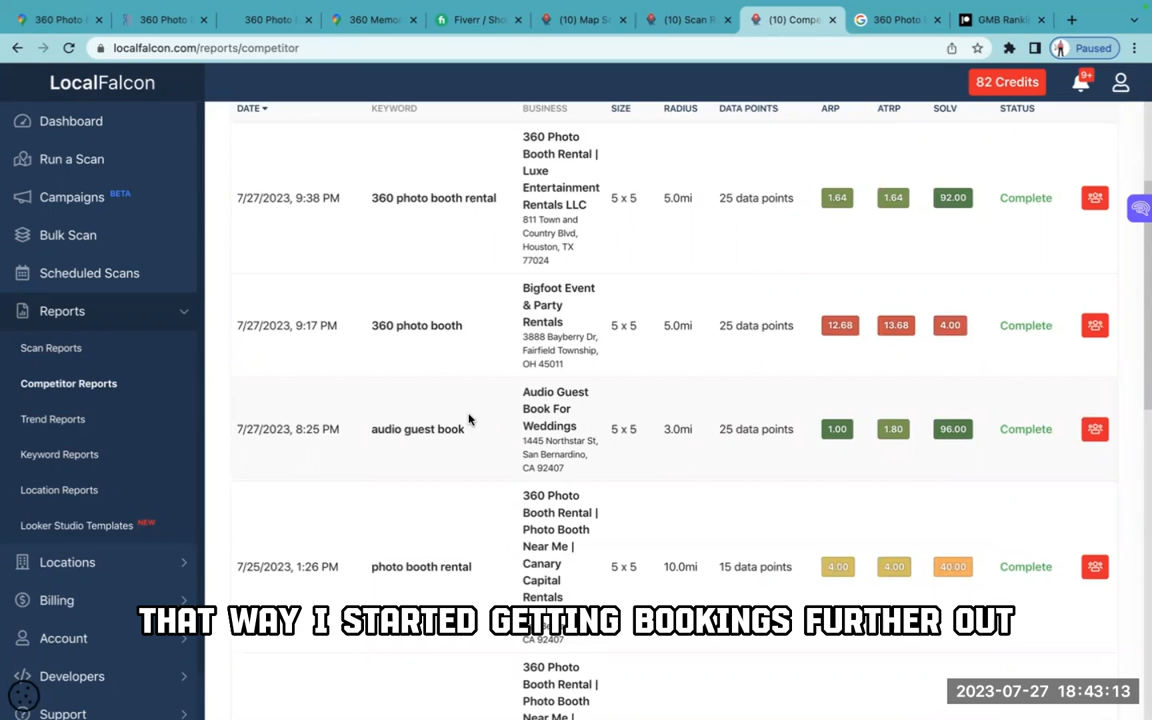 360 Photo
360 Photo
360 Photo
360 Memo
Fiverr / Sho
(10) Map S
(10) Scan R
(10) Compe
360 Photo
GMB Rank
localfalcon.com/reports/competitor
Paused
LocalFalcon
82 Credits
9+
Dashboard
Run a Scan
Campaigns BETA
Bulk Scan
Scheduled Scans
Reports
Scan Reports
Competitor Reports
Trend Reports
Keyword Reports
Location Reports
Looker Studio Templates NEW
Locations
Billing
Account
Developers
Support
DATE KEYWORD BUSINESS SIZE RADIUS DATA POINTS ARP ATRP SOLV STATUS
360 Photo
Booth Rental |
Luxe
Entertainment
Rentals LLC
811 Town and
Country Blvd,
Houston, TX
77024
7/27/2023, 9:38 PM 360 photo booth rental 5 x 5 5.0mi 25 data points 1.64 1.64 92.00 Complete
Bigfoot Event
& Party
Rentals
3888 Bayberry Dr,
Fairfield Township,
OH 45011
7/27/2023, 9:17 PM 360 photo booth 5 x 5 5.0mi 25 data points 12.68 13.68 4.00 Complete
Audio Guest
Book For
Weddings
1445 Northstar St,
San Bernardino,
CA 92407
7/27/2023, 8:25 PM audio guest book 5 x 5 3.0mi 25 data points 1.00 1.80 96.00 Complete
360 Photo
Booth Rental |
Photo Booth
Near Me |
Canary
Capital
Rentals
CA 92407
7/25/2023, 1:26 PM photo booth rental 5 x 5 10.0mi 15 data points 4.00 4.00 40.00 Complete
360 Photo
Booth Rental |
Photo Booth
Near Me |
THAT WAY I STARTED GETTING BOOKINGS FURTHER OUT
2023-07-27 18:43:13